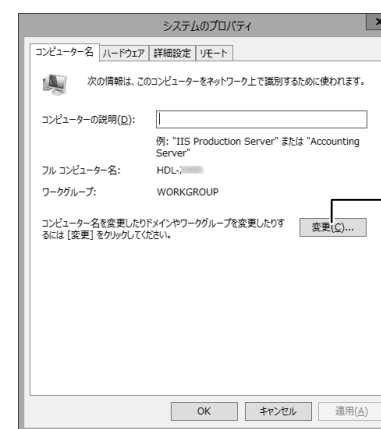 システムのプロパティ
コンピューター名 ハードウェア 詳細設定 リモート
次の情報は、このコンピューターをネットワーク上で識別するために使われます。
コンピューターの説明(D):
例: "IIS Production Server" または "Accounting
Server"
フル コンピューター名: HDL-
ワークグループ: WORKGROUP
コンピューター名を変更したりドメインやワークグループを変更したりす
るには [変更] をクリックしてください。
変更(C)...
OK キャンセル 適用(A)